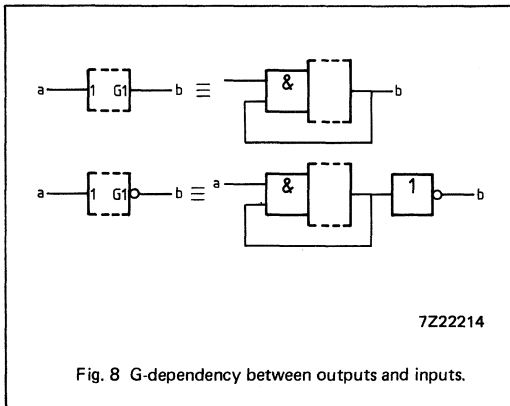 a 1 G1 b ≡ & b
a 1 G1 b ≡ a & 1 b
7Z22214
Fig. 8 G-dependency between outputs and inputs.